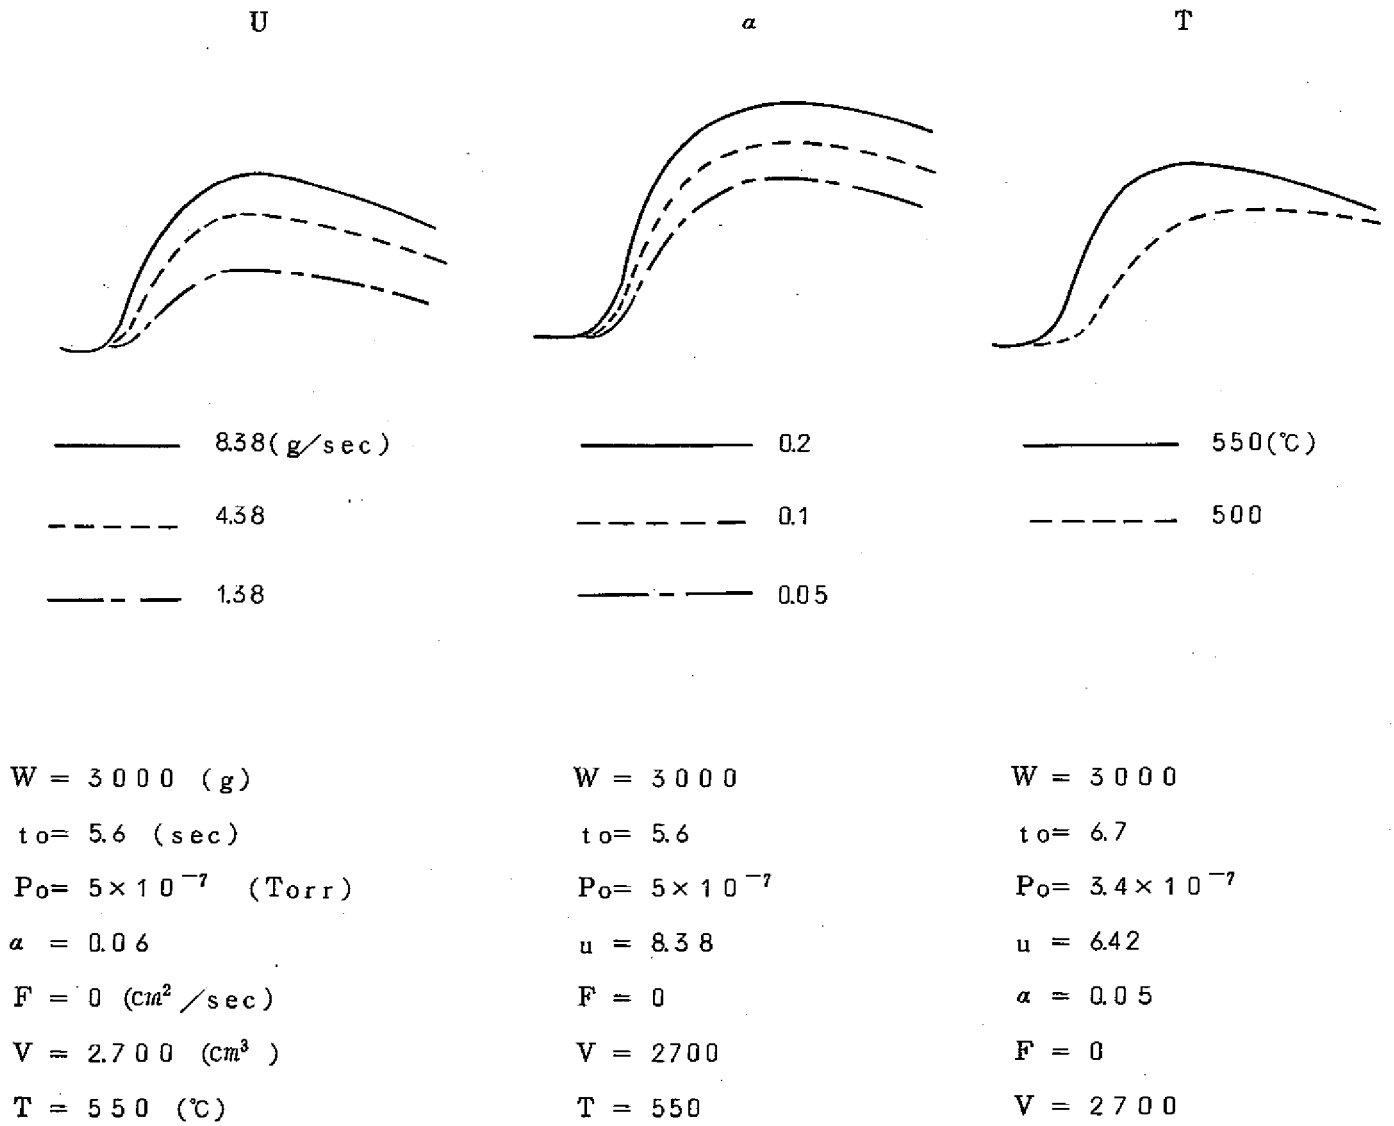 U
α
T
8.38(g/sec)
4.38
1.38
0.2
0.1
0.05
550(℃)
500
W = 3000 (g)
to= 5.6 (sec)
Po= 5×10⁻⁷ (Torr)
α = 0.06
F = 0 (cm²/sec)
V = 2.700 (cm³)
T = 550 (℃)
W = 3000
to= 5.6
Po= 5×10⁻⁷
u = 8.38
F = 0
V = 2700
T = 550
W = 3000
to= 6.7
Po= 3.4×10⁻⁷
u = 6.42
α = 0.05
F = 0
V = 2700